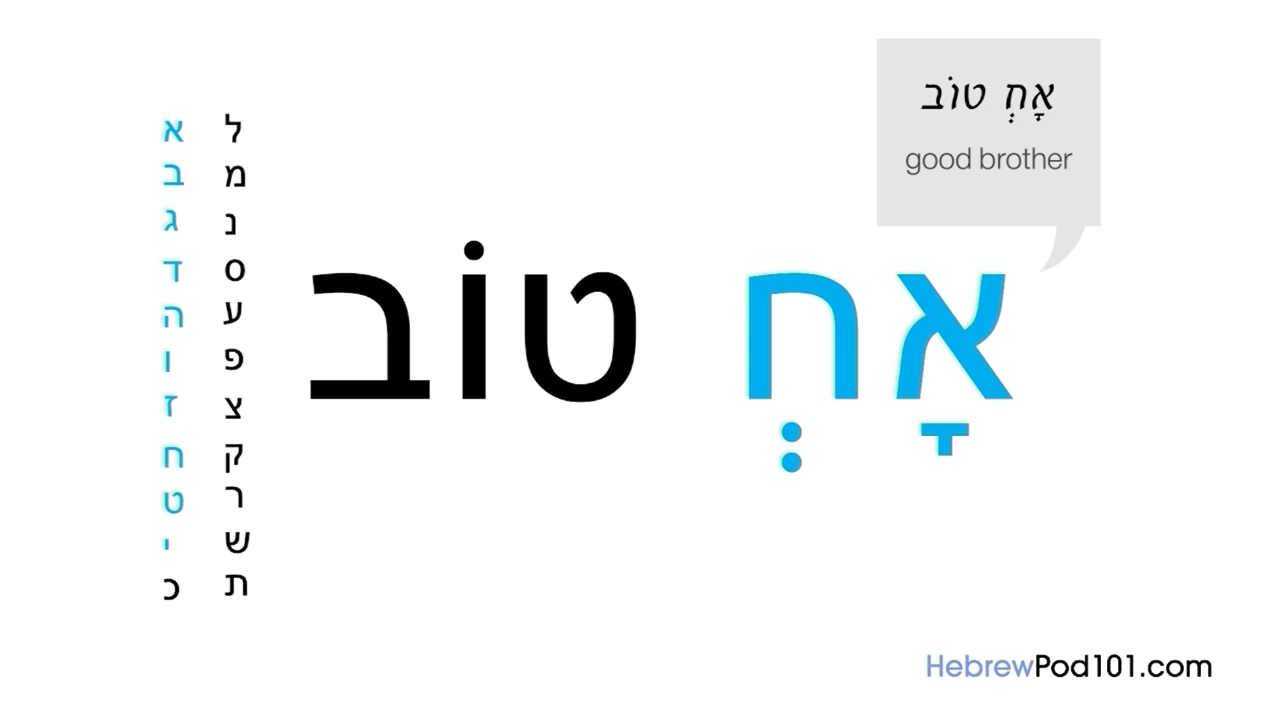 אָחְ טוֹב
good brother
א
ב
ג
ד
ה
ו
ז
ח
ט
י
כ
ל
מ
נ
ס
ע
פ
צ
ק
ר
ש
ת
אָחְ טוֹב
HebrewPod101.com